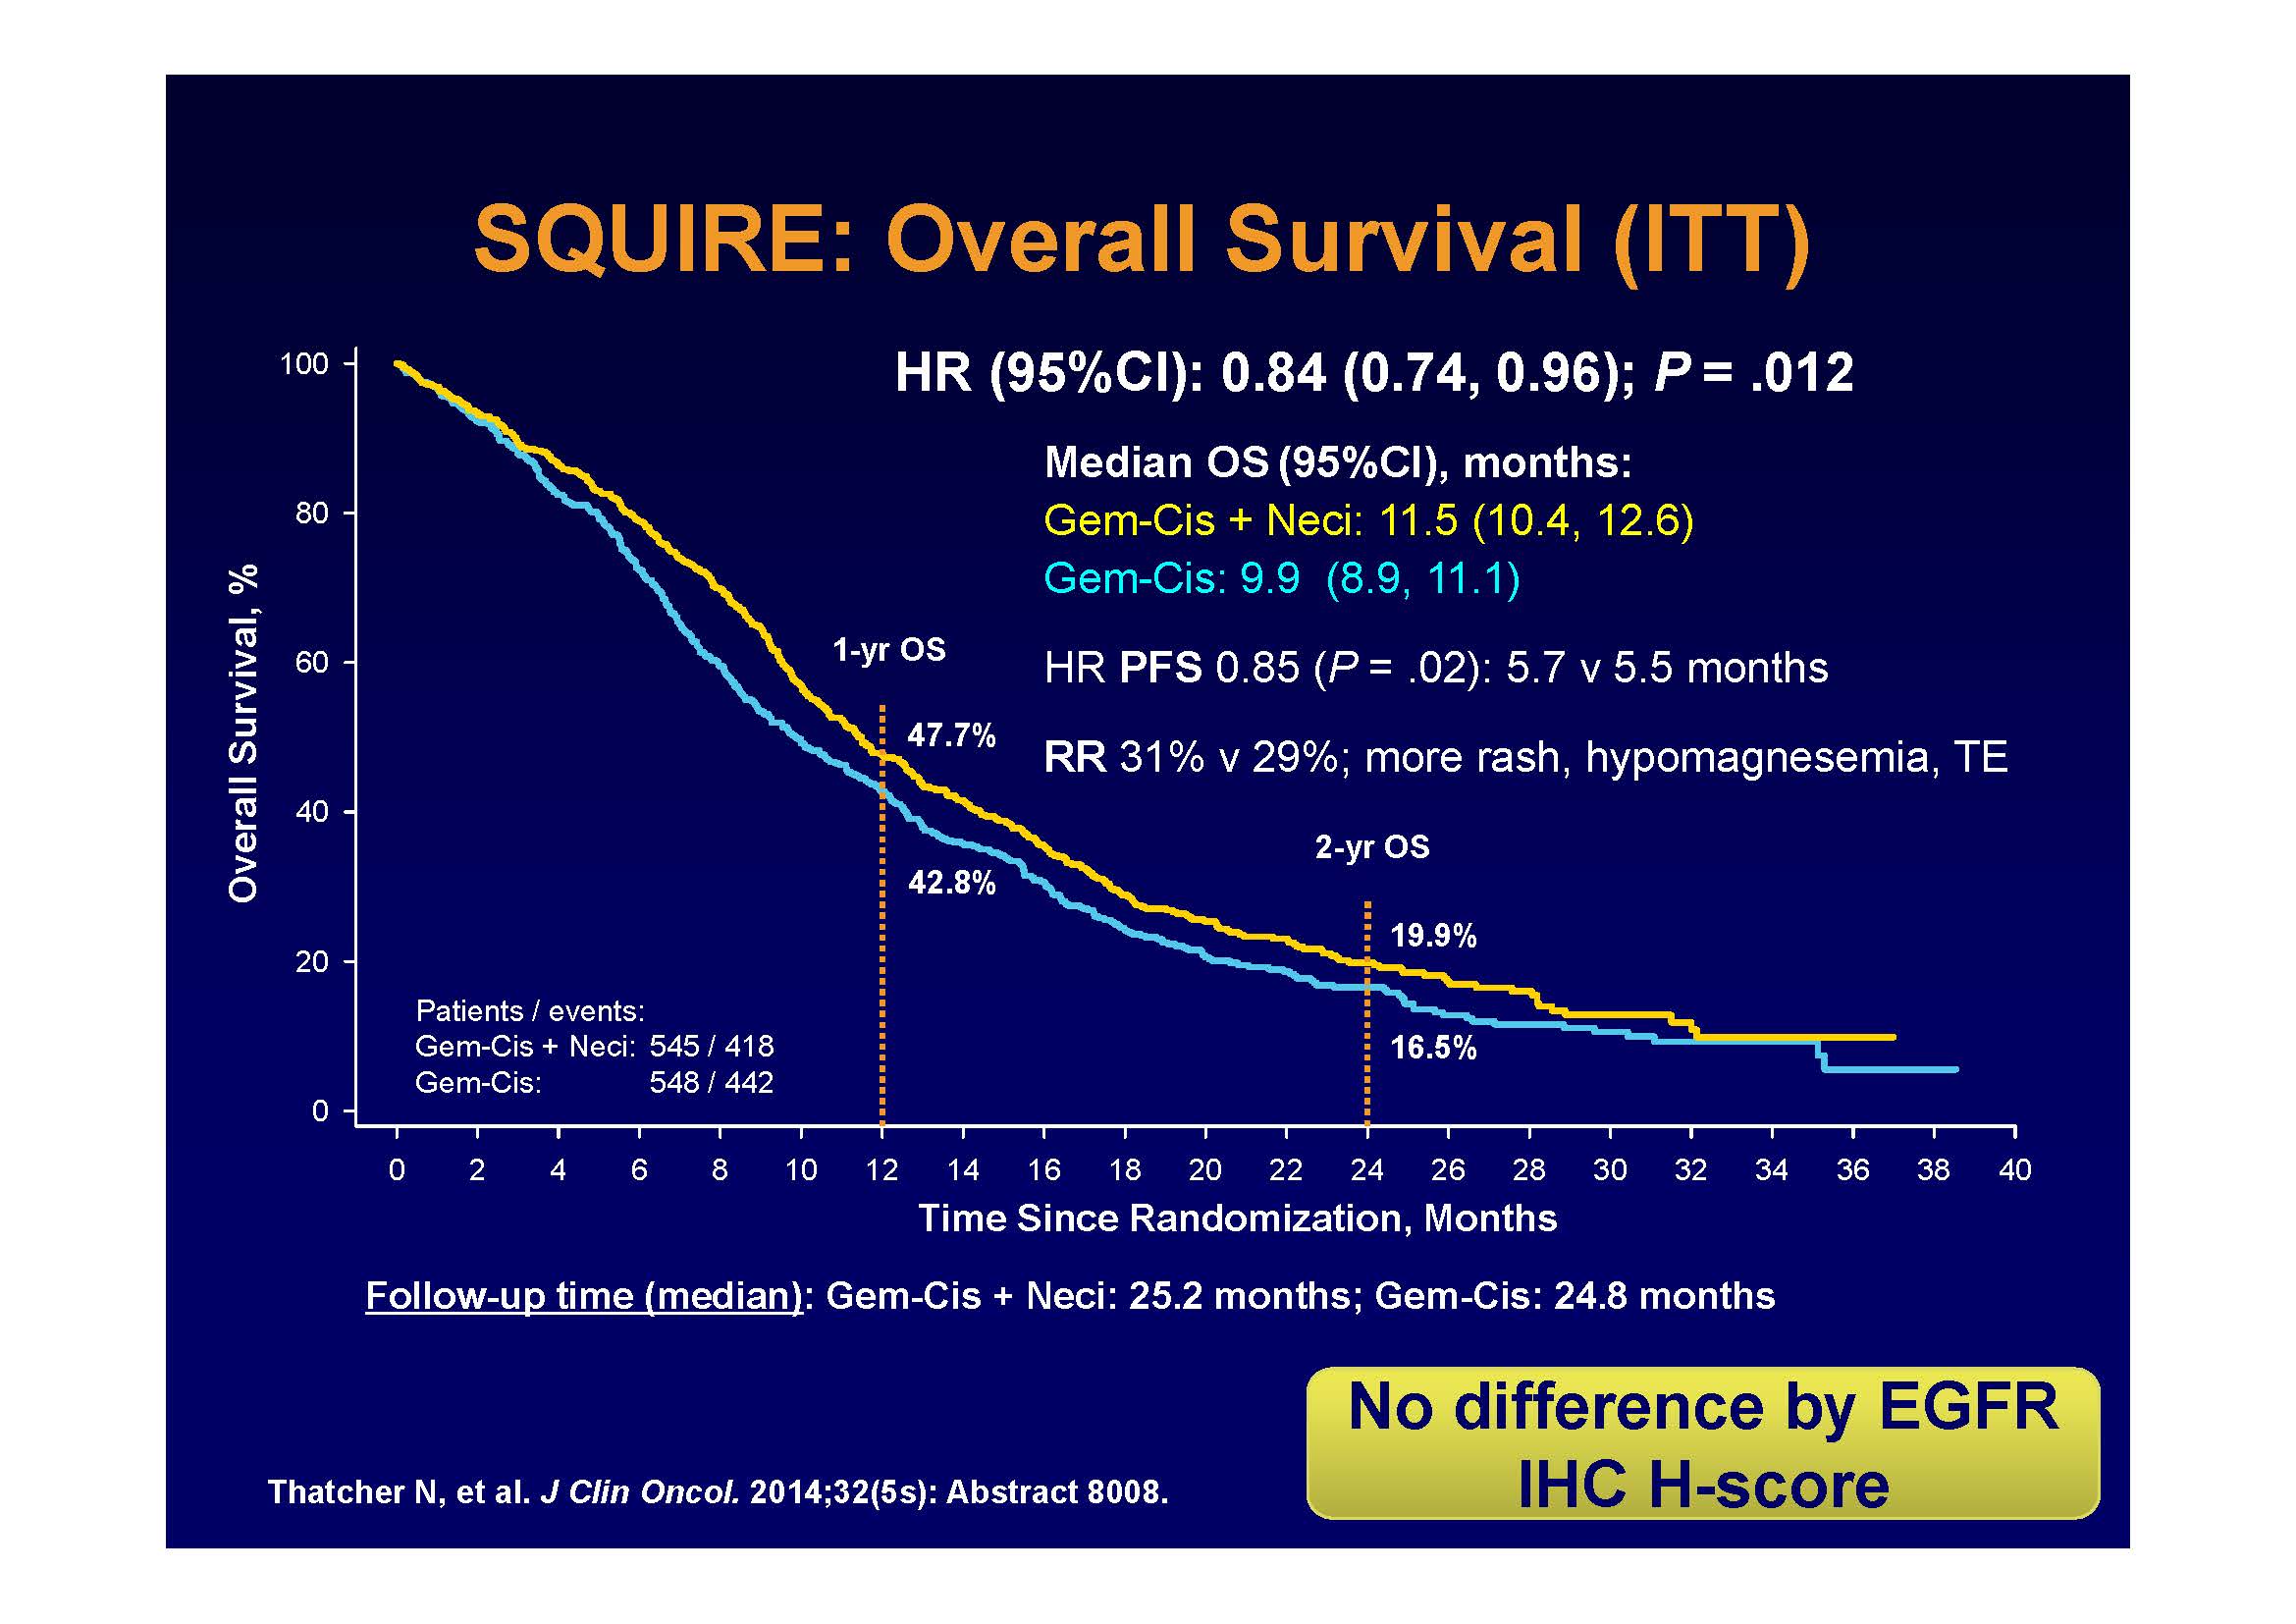 SQUIRE: Overall Survival (ITT)
HR (95%CI): 0.84 (0.74, 0.96); P = .012
Median OS (95%CI), months:
Gem-Cis + Neci: 11.5 (10.4, 12.6)
Gem-Cis: 9.9 (8.9, 11.1)
HR PFS 0.85 (P = .02): 5.7 v 5.5 months
RR 31% v 29%; more rash, hypomagnesemia, TE
Overall Survival, %
100
80
60
40
20
0
1-yr OS
47.7%
42.8%
2-yr OS
19.9%
16.5%
Patients / events:
Gem-Cis + Neci: 545 / 418
Gem-Cis: 548 / 442
0 2 4 6 8 10 12 14 16 18 20 22 24 26 28 30 32 34 36 38 40
Time Since Randomization, Months
Follow-up time (median): Gem-Cis + Neci: 25.2 months; Gem-Cis: 24.8 months
No difference by EGFR
IHC H-score
Thatcher N, et al. J Clin Oncol. 2014;32(5s): Abstract 8008.